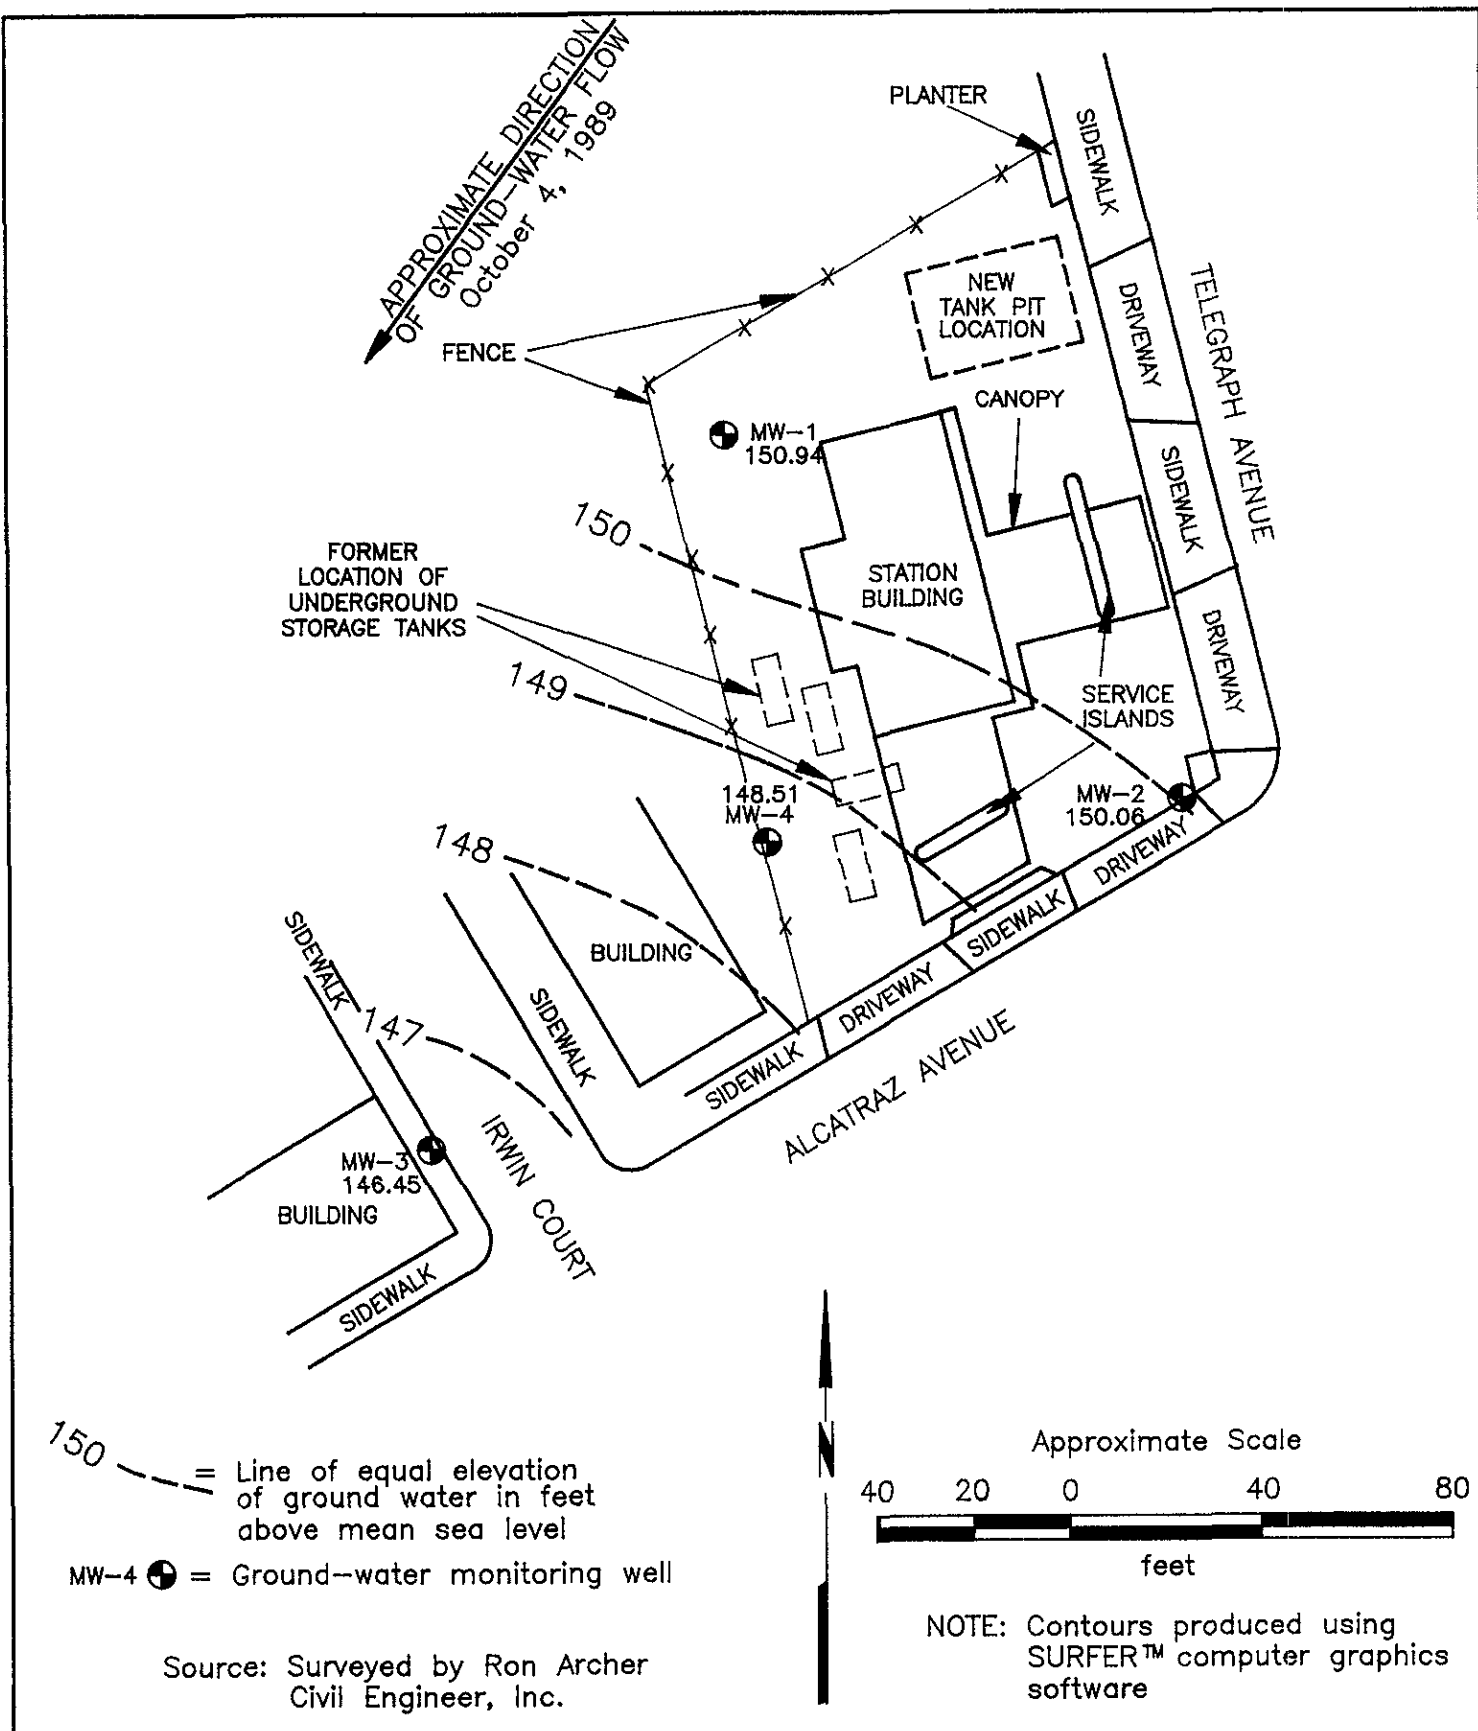 APPROXIMATE DIRECTION
OF GROUND-WATER FLOW
October 4, 1989
PLANTER
SIDEWALK
NEW
TANK PIT
LOCATION
DRIVEWAY
TELEGRAPH AVENUE
FENCE
CANOPY
MW-1
150.94
SIDEWALK
150
FORMER
LOCATION OF
UNDERGROUND
STORAGE TANKS
STATION
BUILDING
DRIVEWAY
149
SERVICE
ISLANDS
148.51
MW-4
MW-2
150.06
148
DRIVEWAY
SIDEWALK
BUILDING
SIDEWALK
DRIVEWAY
SIDEWALK
147
SIDEWALK
ALCATRAZ AVENUE
IRWIN COURT
MW-3
146.45
BUILDING
SIDEWALK
N
150
= Line of equal elevation
of ground water in feet
above mean sea level
MW-4 = Ground-water monitoring well
Source: Surveyed by Ron Archer
Civil Engineer, Inc.
Approximate Scale
40 20 0 40 80
feet
NOTE: Contours produced using
SURFER™ computer graphics
software